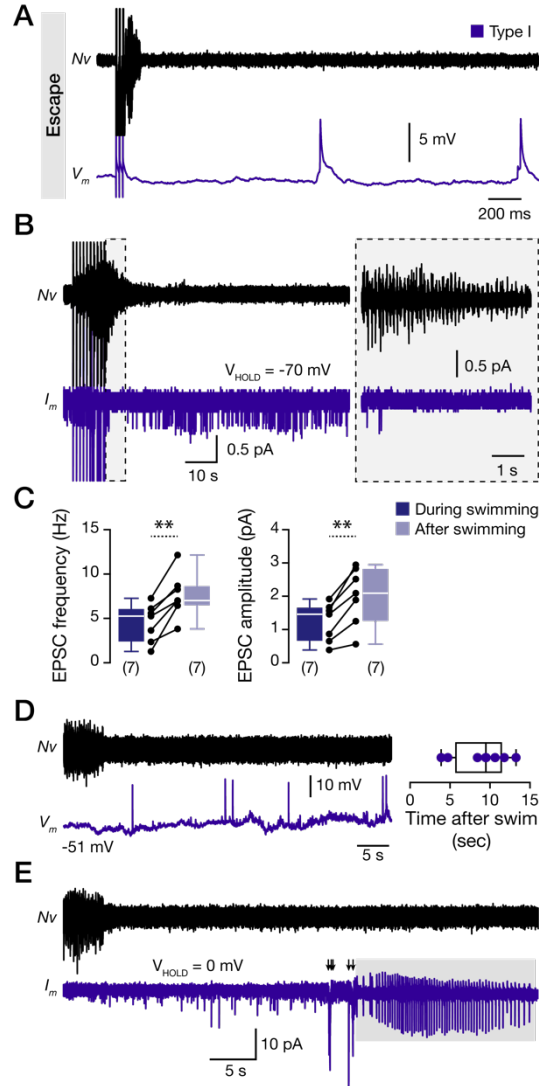 A
Type I
Nv
Escape
5 mV
Vm
200 ms
B
Nv
0.5 pA
VHOLD = -70 mV
Im
0.5 pA
10 s
1 s
C
During swimming
After swimming
EPSC frequency (Hz)
15
10
5
0
**
(7)
(7)
EPSC amplitude (pA)
4
3
2
1
0
**
(7)
(7)
D
Nv
10 mV
Vm
-51 mV
5 s
0 5 10 15
Time after swim
(sec)
E
Nv
VHOLD = 0 mV
Im
10 pA
5 s